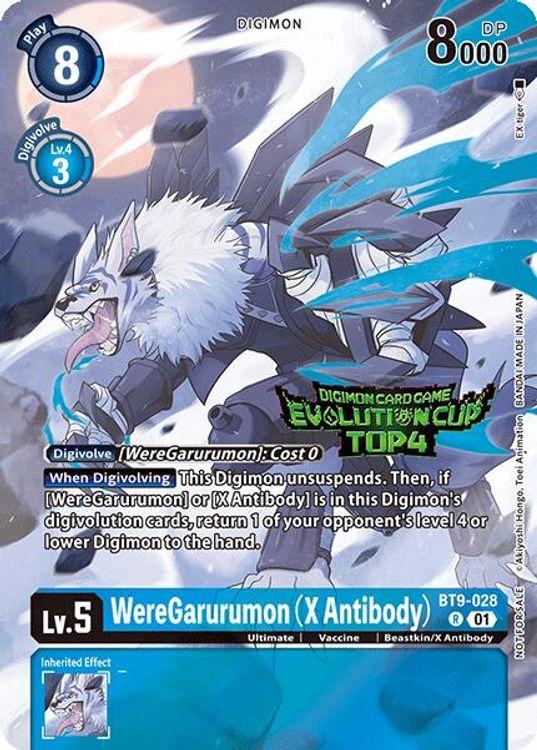 DIGIMON
Play
8
DP
8000
Digivolve
Lv.4
3
EX-tiger
DIGIMON CARD GAME
EVOLUTION CUP
TOP4
Digivolve [WereGarurumon]: Cost 0
When Digivolving This Digimon unsuspends. Then, if
[WereGarurumon] or [X Antibody] is in this Digimon's
digivolution cards, return 1 of your opponent's level 4 or
lower Digimon to the hand.
NOT FOR SALE ©Akiyoshi Hongo, Toei Animation BANDAI MADE IN JAPAN
Lv.5
WereGarurumon (X Antibody)
BT9-028
R 01
Ultimate | Vaccine | Beastkin/X Antibody
Inherited Effect
—